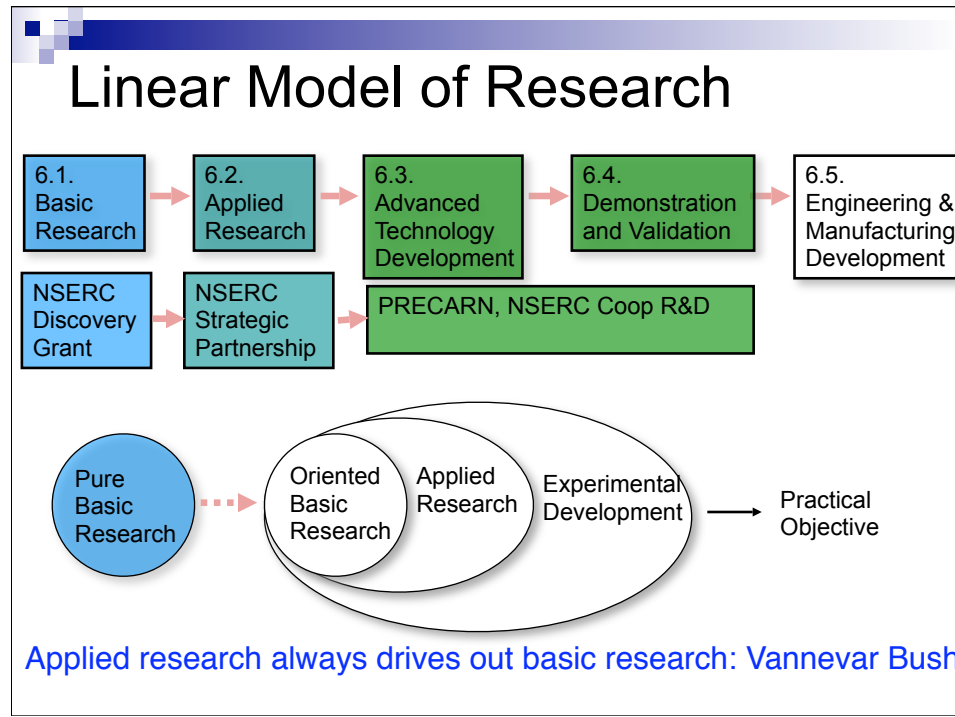 Linear Model of Research
6.1.
Basic
Research
6.2.
Applied
Research
6.3.
Advanced
Technology
Development
6.4.
Demonstration
and Validation
6.5.
Engineering &
Manufacturing
Development
NSERC
Discovery
Grant
NSERC
Strategic
Partnership
PRECARN, NSERC Coop R&D
Pure
Basic
Research
Oriented
Basic
Research
Applied
Research
Experimental
Development
Practical
Objective
Applied research always drives out basic research: Vannevar Bush